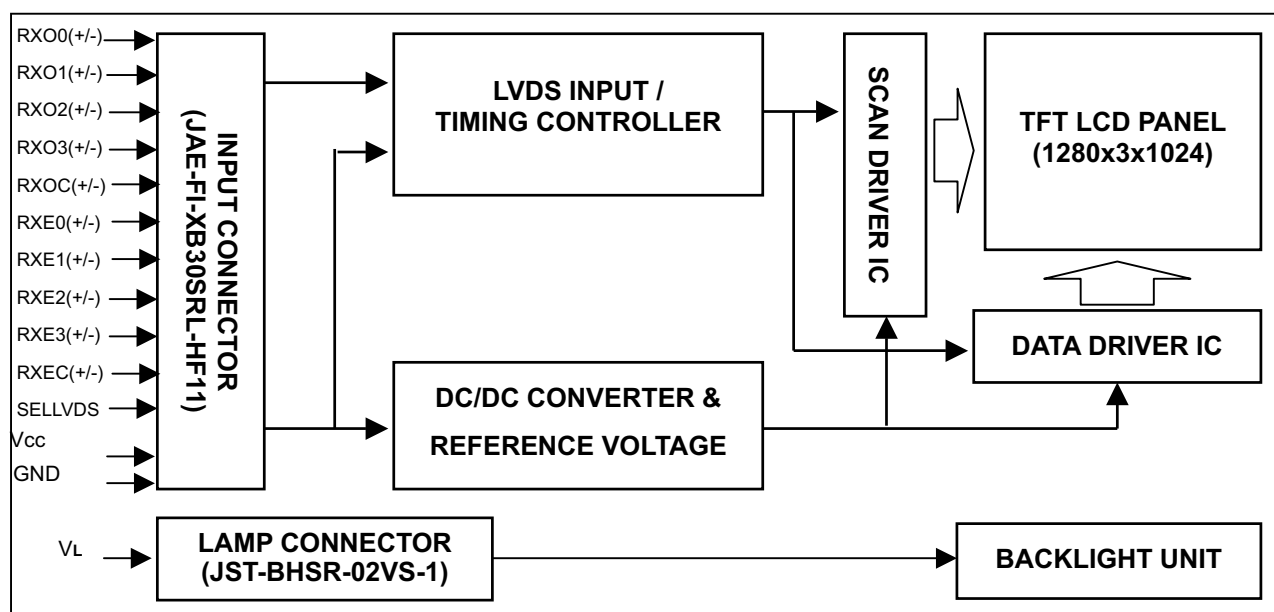 RXO0(+/-)
RXO1(+/-)
RXO2(+/-)
RXO3(+/-)
RXOC(+/-)
RXE0(+/-)
RXE1(+/-)
RXE2(+/-)
RXE3(+/-)
RXEC(+/-)
SELLVDS
Vcc
GND
VL
INPUT CONNECTOR
(JAE-FI-XB30SRL-HF11)
LVDS INPUT /
TIMING CONTROLLER
SCAN DRIVER IC
TFT LCD PANEL
(1280x3x1024)
DATA DRIVER IC
DC/DC CONVERTER &
REFERENCE VOLTAGE
LAMP CONNECTOR
(JST-BHSR-02VS-1)
BACKLIGHT UNIT